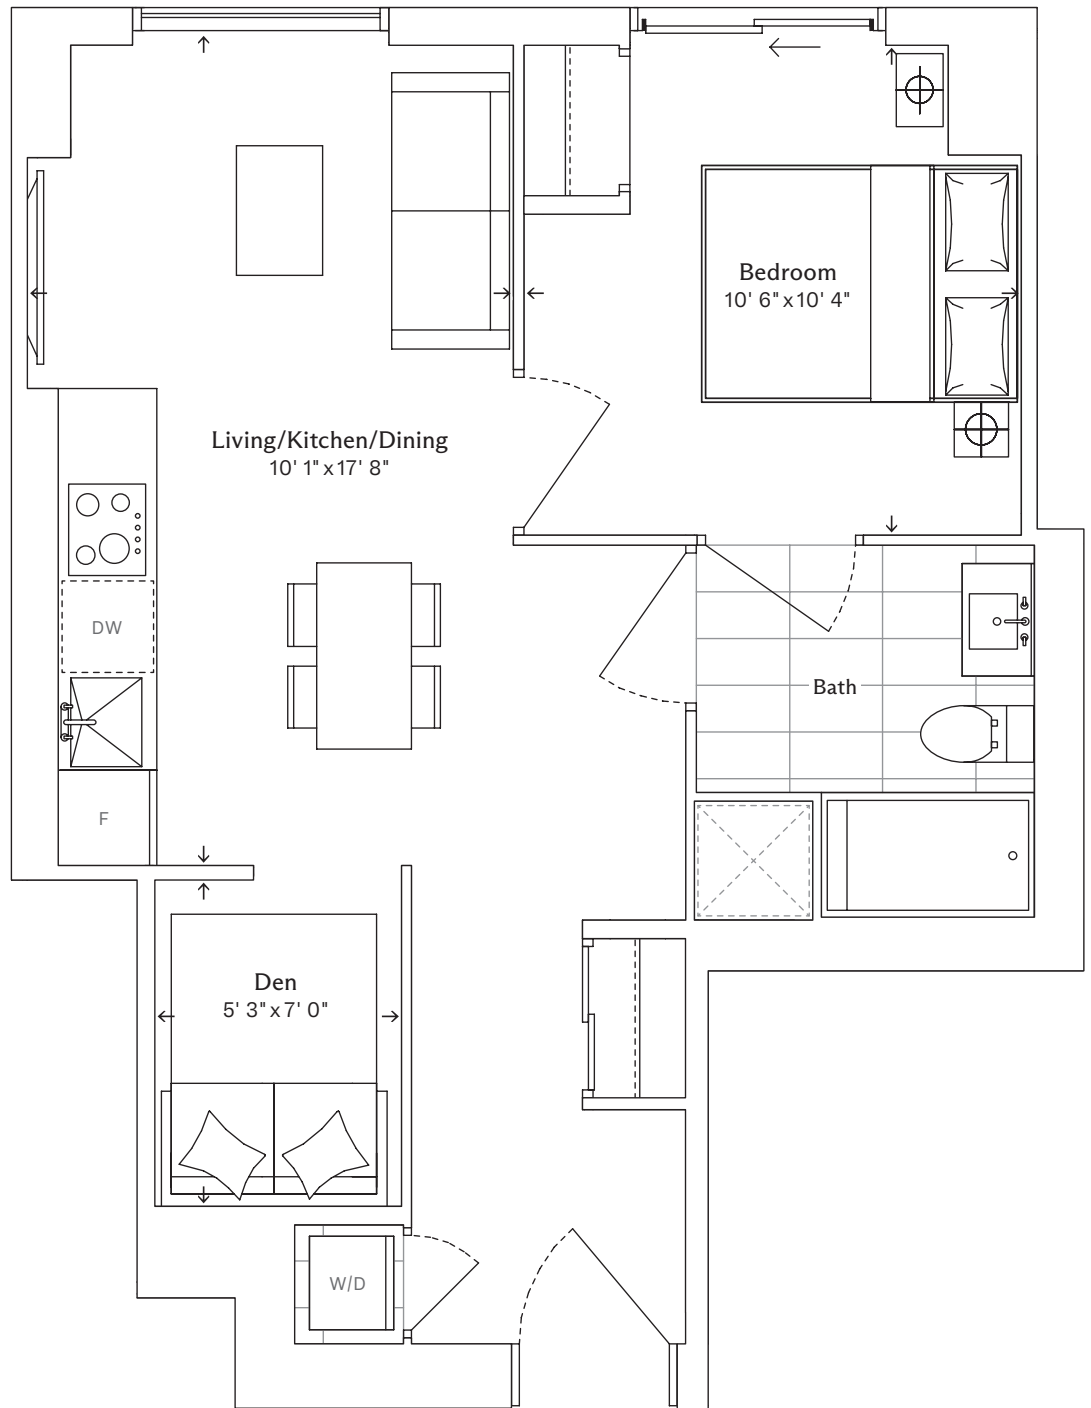 Bedroom
10' 6" x 10' 4"
Living/Kitchen/Dining
10' 1" x 17' 8"
DW
Bath
F
Den
5' 3" x 7' 0"
W/D